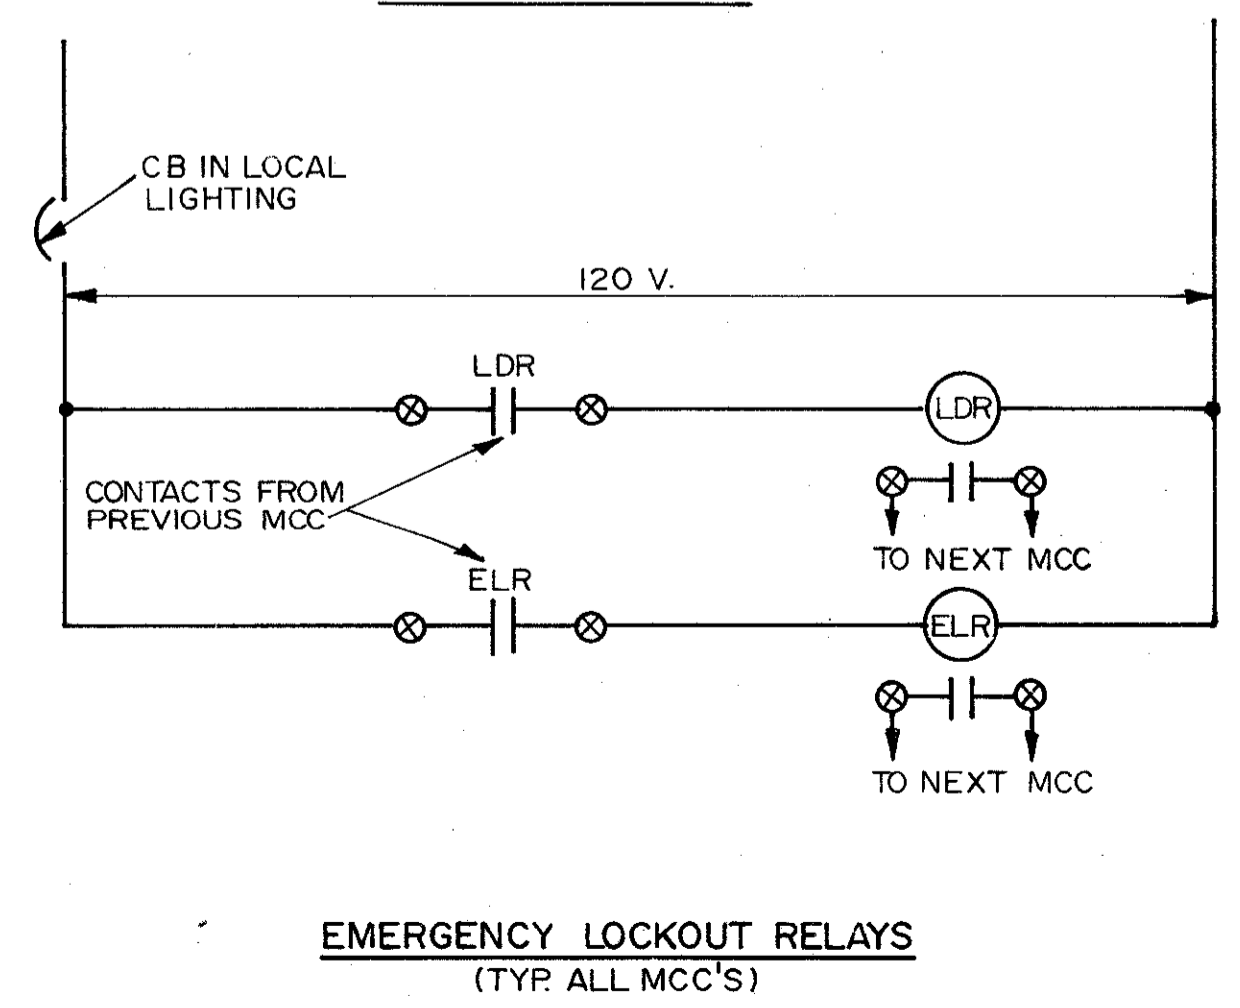 CB IN LOCAL
LIGHTING
120 V.
LDR
LDR
CONTACTS FROM
PREVIOUS MCC
TO NEXT MCC
ELR
ELR
TO NEXT MCC
EMERGENCY LOCKOUT RELAYS
(TYP. ALL MCC'S)